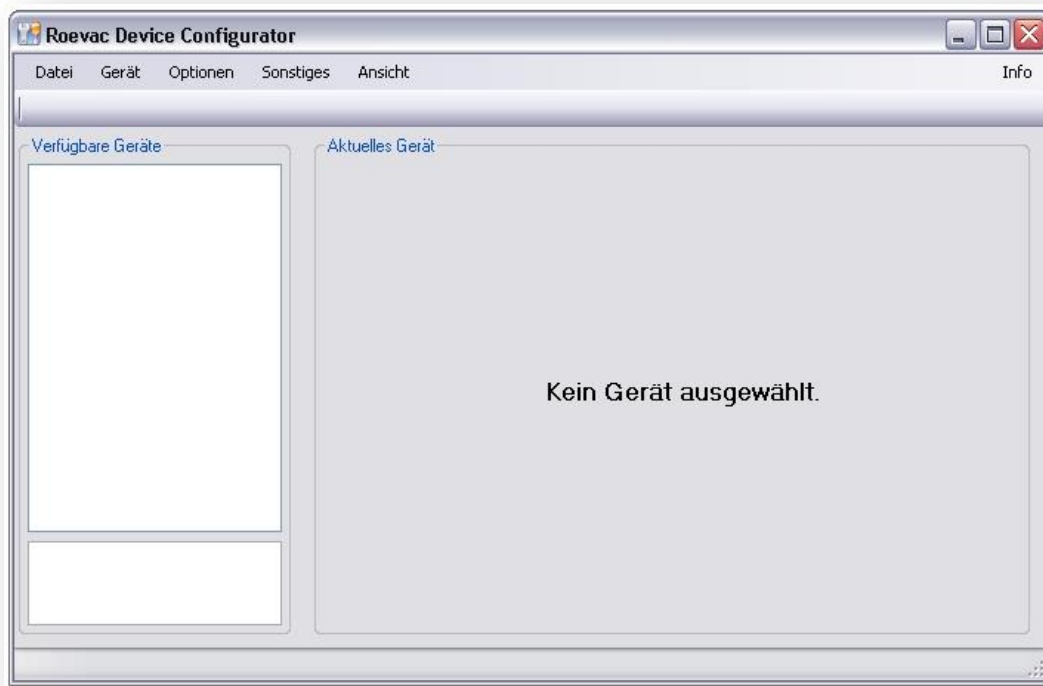 Roevac Device Configurator
Datei Gerät Optionen Sonstiges Ansicht Info
Verfügbare Geräte
Aktuelles Gerät
Kein Gerät ausgewählt.